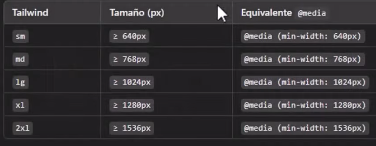 Tailwind Tamaño (px) Equivalente @media
sm ≥ 640px @media (min-width: 640px)
md ≥ 768px @media (min-width: 768px)
lg ≥ 1024px @media (min-width: 1024px)
xl ≥ 1280px @media (min-width: 1280px)
2xl ≥ 1536px @media (min-width: 1536px)